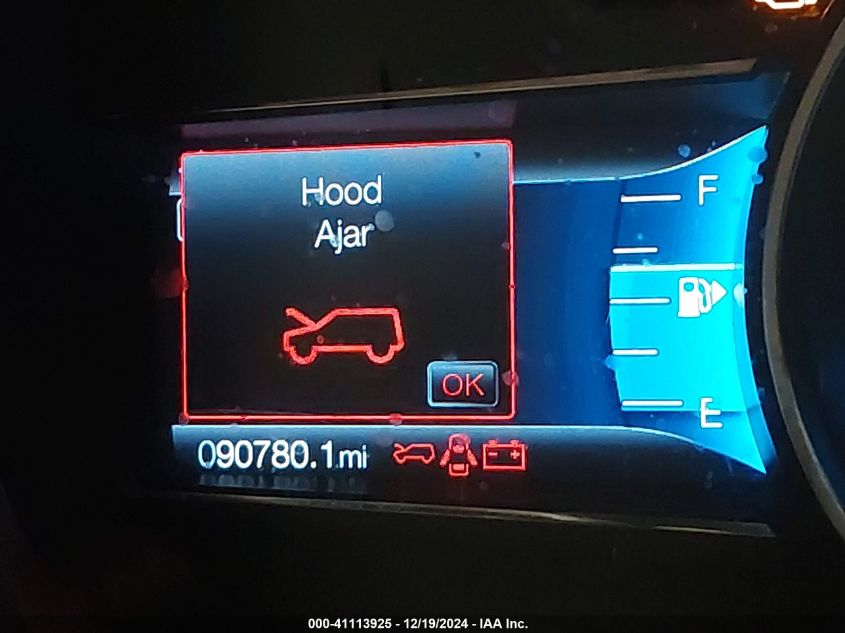 Hood
Ajar
OK
F
E
090780.1mi
000-41113925 - 12/19/2024 - IAA Inc.